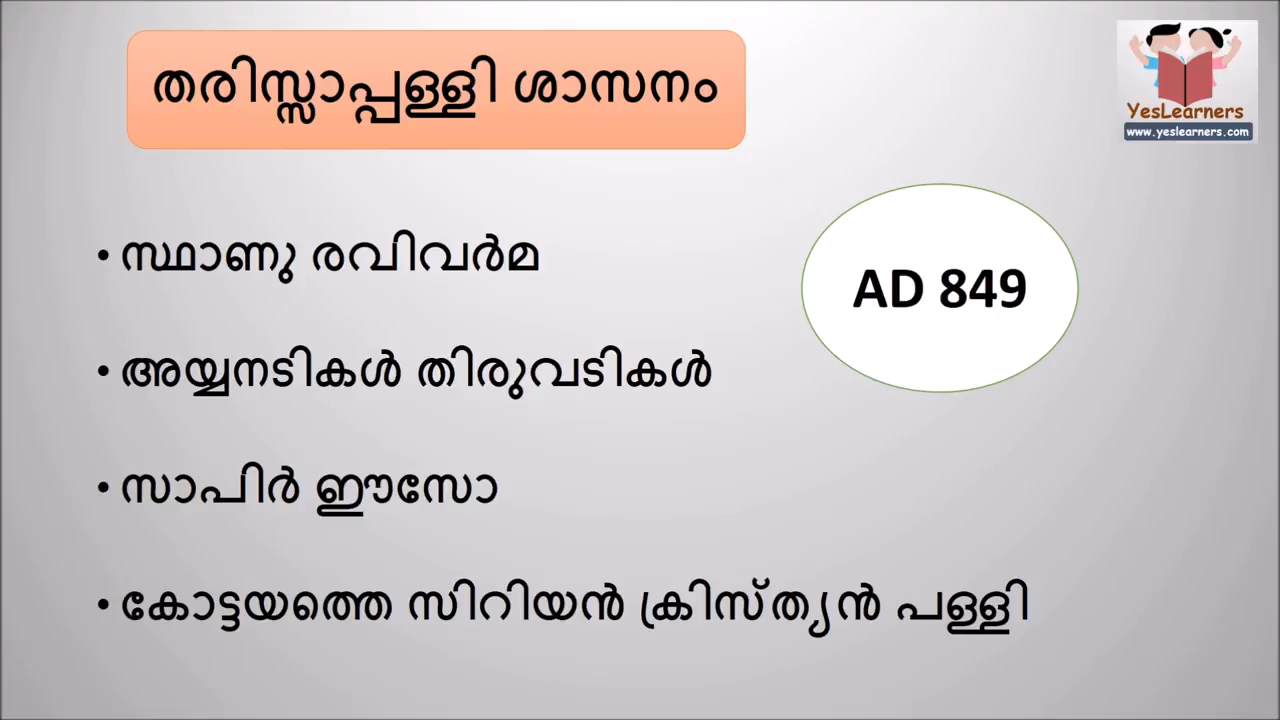 തരിസ്സാപ്പള്ളി ശാസനം
YesLearners
www.yeslearners.com
• സ്ഥാണു രവിവർമ
AD 849
• അയ്യനടികൾ തിരുവടികൾ
• സാപിർ ഈസോ
• കോട്ടയത്തെ സിറിയൻ ക്രിസ്ത്യൻ പള്ളി